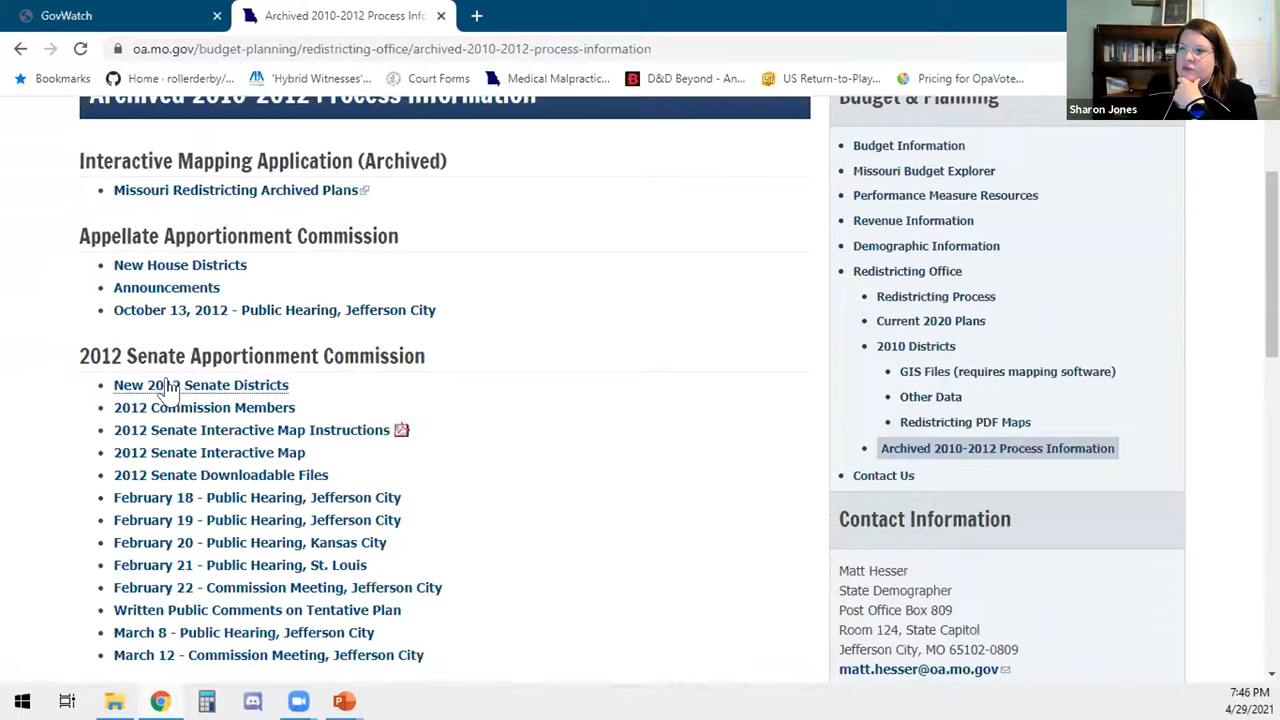 GovWatch
Archived 2010-2012 Process Info
oa.mo.gov/budget-planning/redistricting-office/archived-2010-2012-process-information
Bookmarks
Home · rollerderby/...
'Hybrid Witnesses'...
Court Forms
Medical Malpractic...
D&D Beyond - An...
US Return-to-Play...
Pricing for OpaVote...
Sharon Jones
Archived 2010-2012 Process Information
Interactive Mapping Application (Archived)
Missouri Redistricting Archived Plans
Appellate Apportionment Commission
New House Districts
Announcements
October 13, 2012 - Public Hearing, Jefferson City
2012 Senate Apportionment Commission
New 2012 Senate Districts
2012 Commission Members
2012 Senate Interactive Map Instructions
2012 Senate Interactive Map
2012 Senate Downloadable Files
February 18 - Public Hearing, Jefferson City
February 19 - Public Hearing, Jefferson City
February 20 - Public Hearing, Kansas City
February 21 - Public Hearing, St. Louis
February 22 - Commission Meeting, Jefferson City
Written Public Comments on Tentative Plan
March 8 - Public Hearing, Jefferson City
March 12 - Commission Meeting, Jefferson City
Budget & Planning
Budget Information
Missouri Budget Explorer
Performance Measure Resources
Revenue Information
Demographic Information
Redistricting Office
Redistricting Process
Current 2020 Plans
2010 Districts
GIS Files (requires mapping software)
Other Data
Redistricting PDF Maps
Archived 2010-2012 Process Information
Contact Us
Contact Information
Matt Hesser
State Demographer
Post Office Box 809
Room 124, State Capitol
Jefferson City, MO 65102-0809
matt.hesser@oa.mo.gov
7:46 PM
4/29/2021